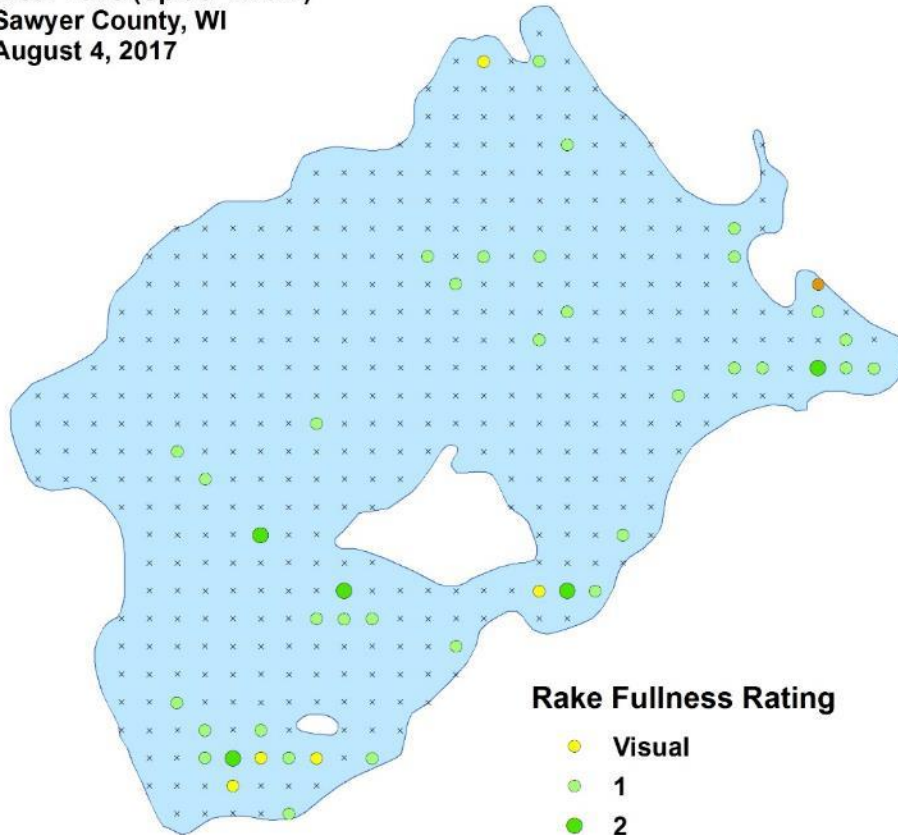 Sawyer County, WI
August 4, 2017
Rake Fullness Rating
Visual
1
2